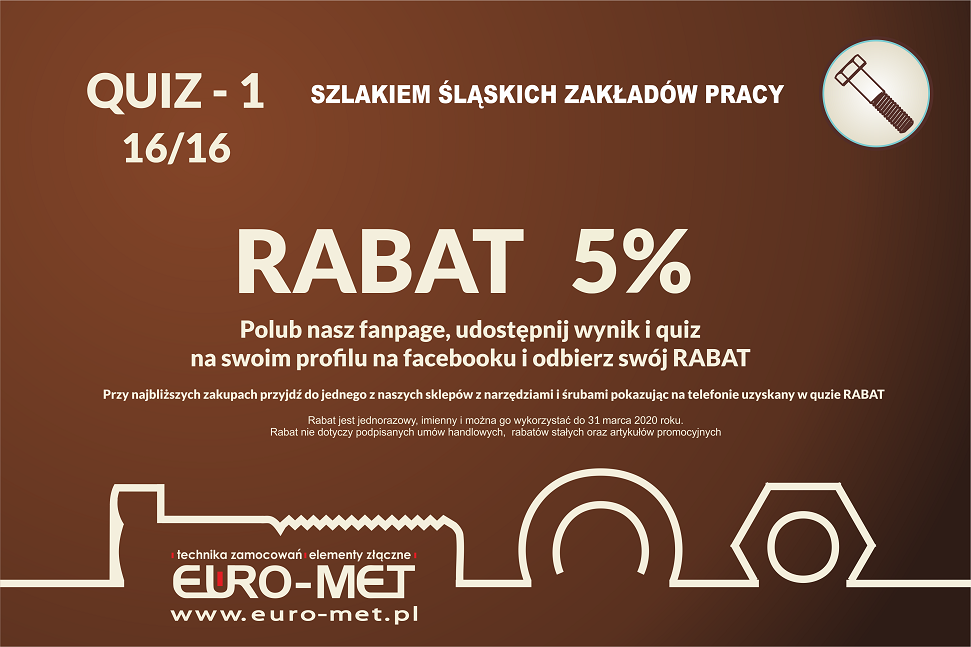 QUIZ - 1
16/16
SZLAKIEM ŚLĄSKICH ZAKŁADÓW PRACY
RABAT 5%
Polub nasz fanpage, udostępnij wynik i quiz
na swoim profilu na facebooku i odbierz swój RABAT
Przy najbliższych zakupach przyjdź do jednego z naszych sklepów z narzędziami i śrubami pokazując na telefonie uzyskany w quzie RABAT
Rabat jest jednorazowy, imienny i można go wykorzystać do 31 marca 2020 roku.
Rabat nie dotyczy podpisanych umów handlowych, rabatów stałych oraz artykułów promocyjnych
technika zamocowań elementy złączne
EURO-MET
www.euro-met.pl